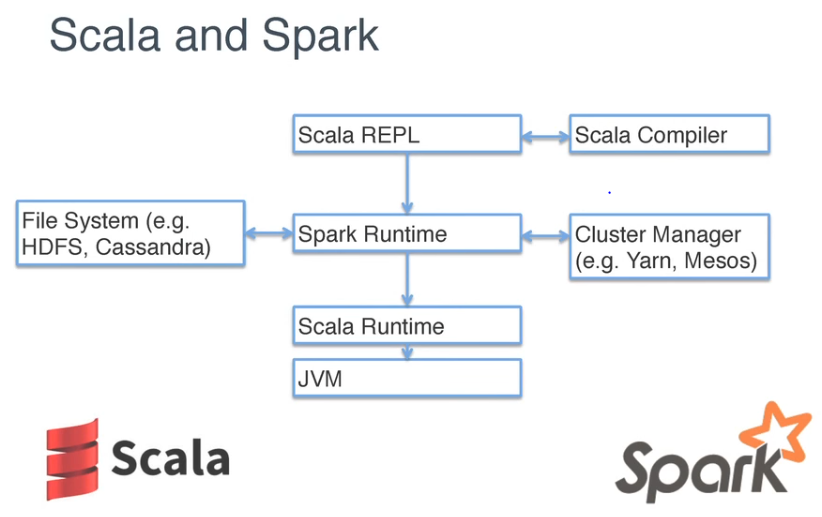 Scala and Spark
Scala REPL
Scala Compiler
File System (e.g.
HDFS, Cassandra)
Spark Runtime
Cluster Manager
(e.g. Yarn, Mesos)
Scala Runtime
JVM
Scala
Spark